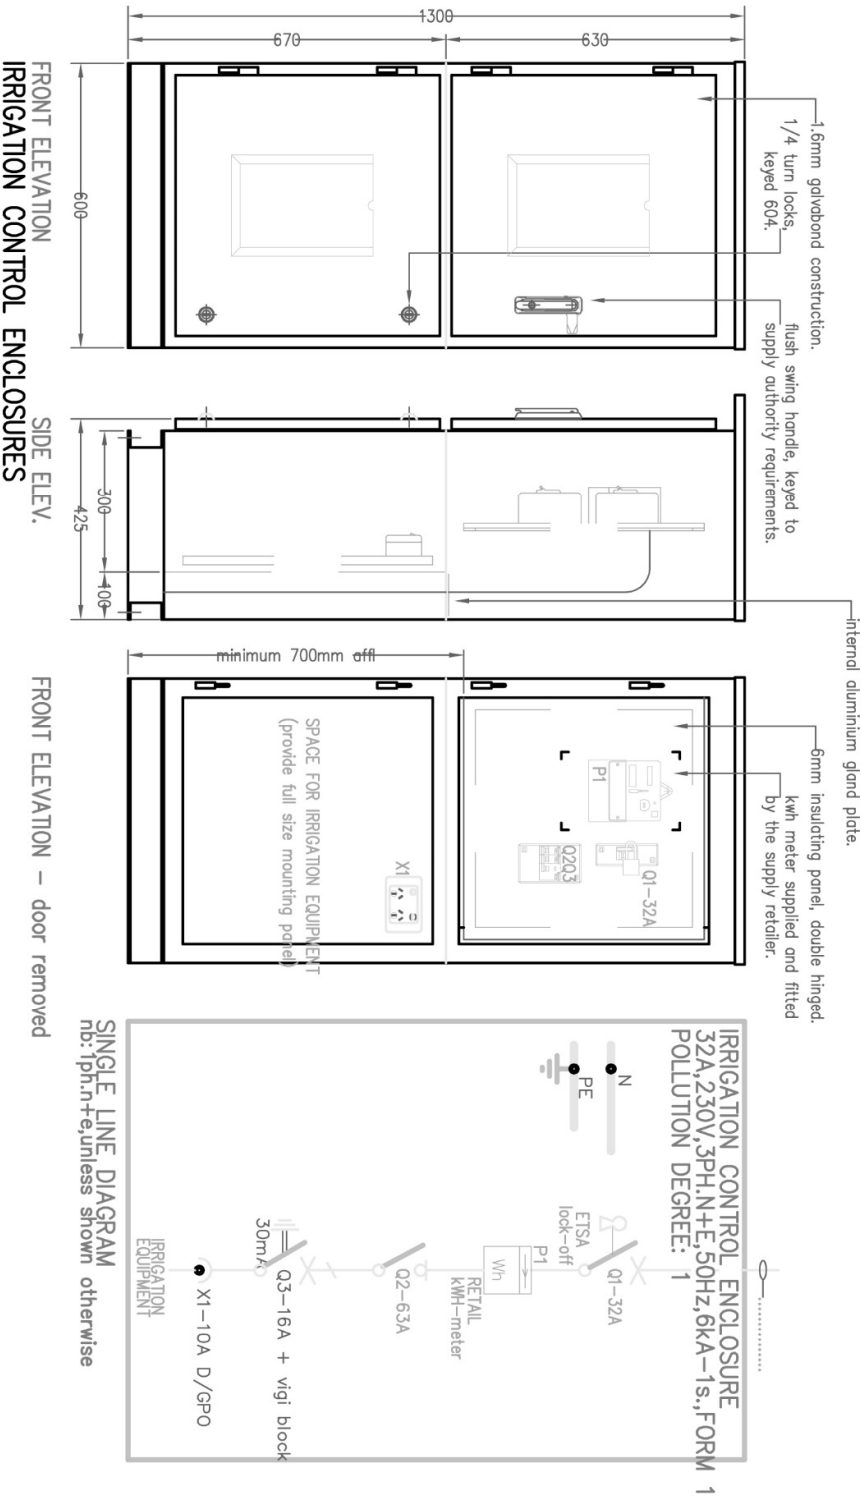 1300
670
630
1.6mm galvabond construction.
1/4 turn locks,
keyed 604.
flush swing handle, keyed to
supply authority requirements.
600
FRONT ELEVATION
IRRIGATION CONTROL ENCLOSURES
SIDE ELEV.
300
100
425
internal aluminium gland plate.
6mm insulating panel, double hinged.
kwh meter supplied and fitted
by the supply retailer.
minimum 700mm affl
P1
Q1-32A
Q2Q3
X1
SPACE FOR IRRIGATION EQUIPMENT
(provide full size mounting panel)
FRONT ELEVATION - door removed
IRRIGATION CONTROL ENCLOSURE
32A,230V,3PH.N+E,50Hz,6kA-1s.,FORM 1
POLLUTION DEGREE: 1
N
PE
Q1-32A
ETSA
lock-off
P1
Wh
RETAIL
kWH-meter
Q2-63A
Q3-16A + vigi block
30mA
X1-10A D/GPO
IRRIGATION
EQUIPMENT
SINGLE LINE DIAGRAM
nb: 1ph.n+e,unless shown otherwise